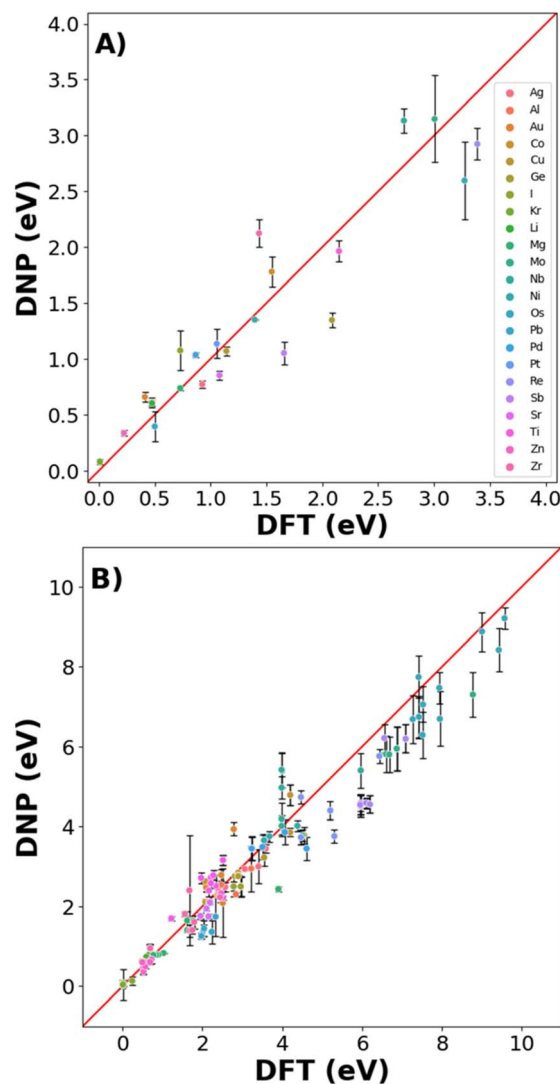 A)
4.0
3.5
3.0
2.5
2.0
1.5
1.0
0.5
0.0
DNP (eV)
0.0 0.5 1.0 1.5 2.0 2.5 3.0 3.5 4.0
DFT (eV)
Ag
Al
Au
Co
Cu
Ge
I
Kr
Li
Mg
Mo
Nb
Ni
Os
Pb
Pd
Pt
Re
Sb
Sr
Ti
Zn
Zr
B)
10
8
6
4
2
0
DNP (eV)
0 2 4 6 8 10
DFT (eV)